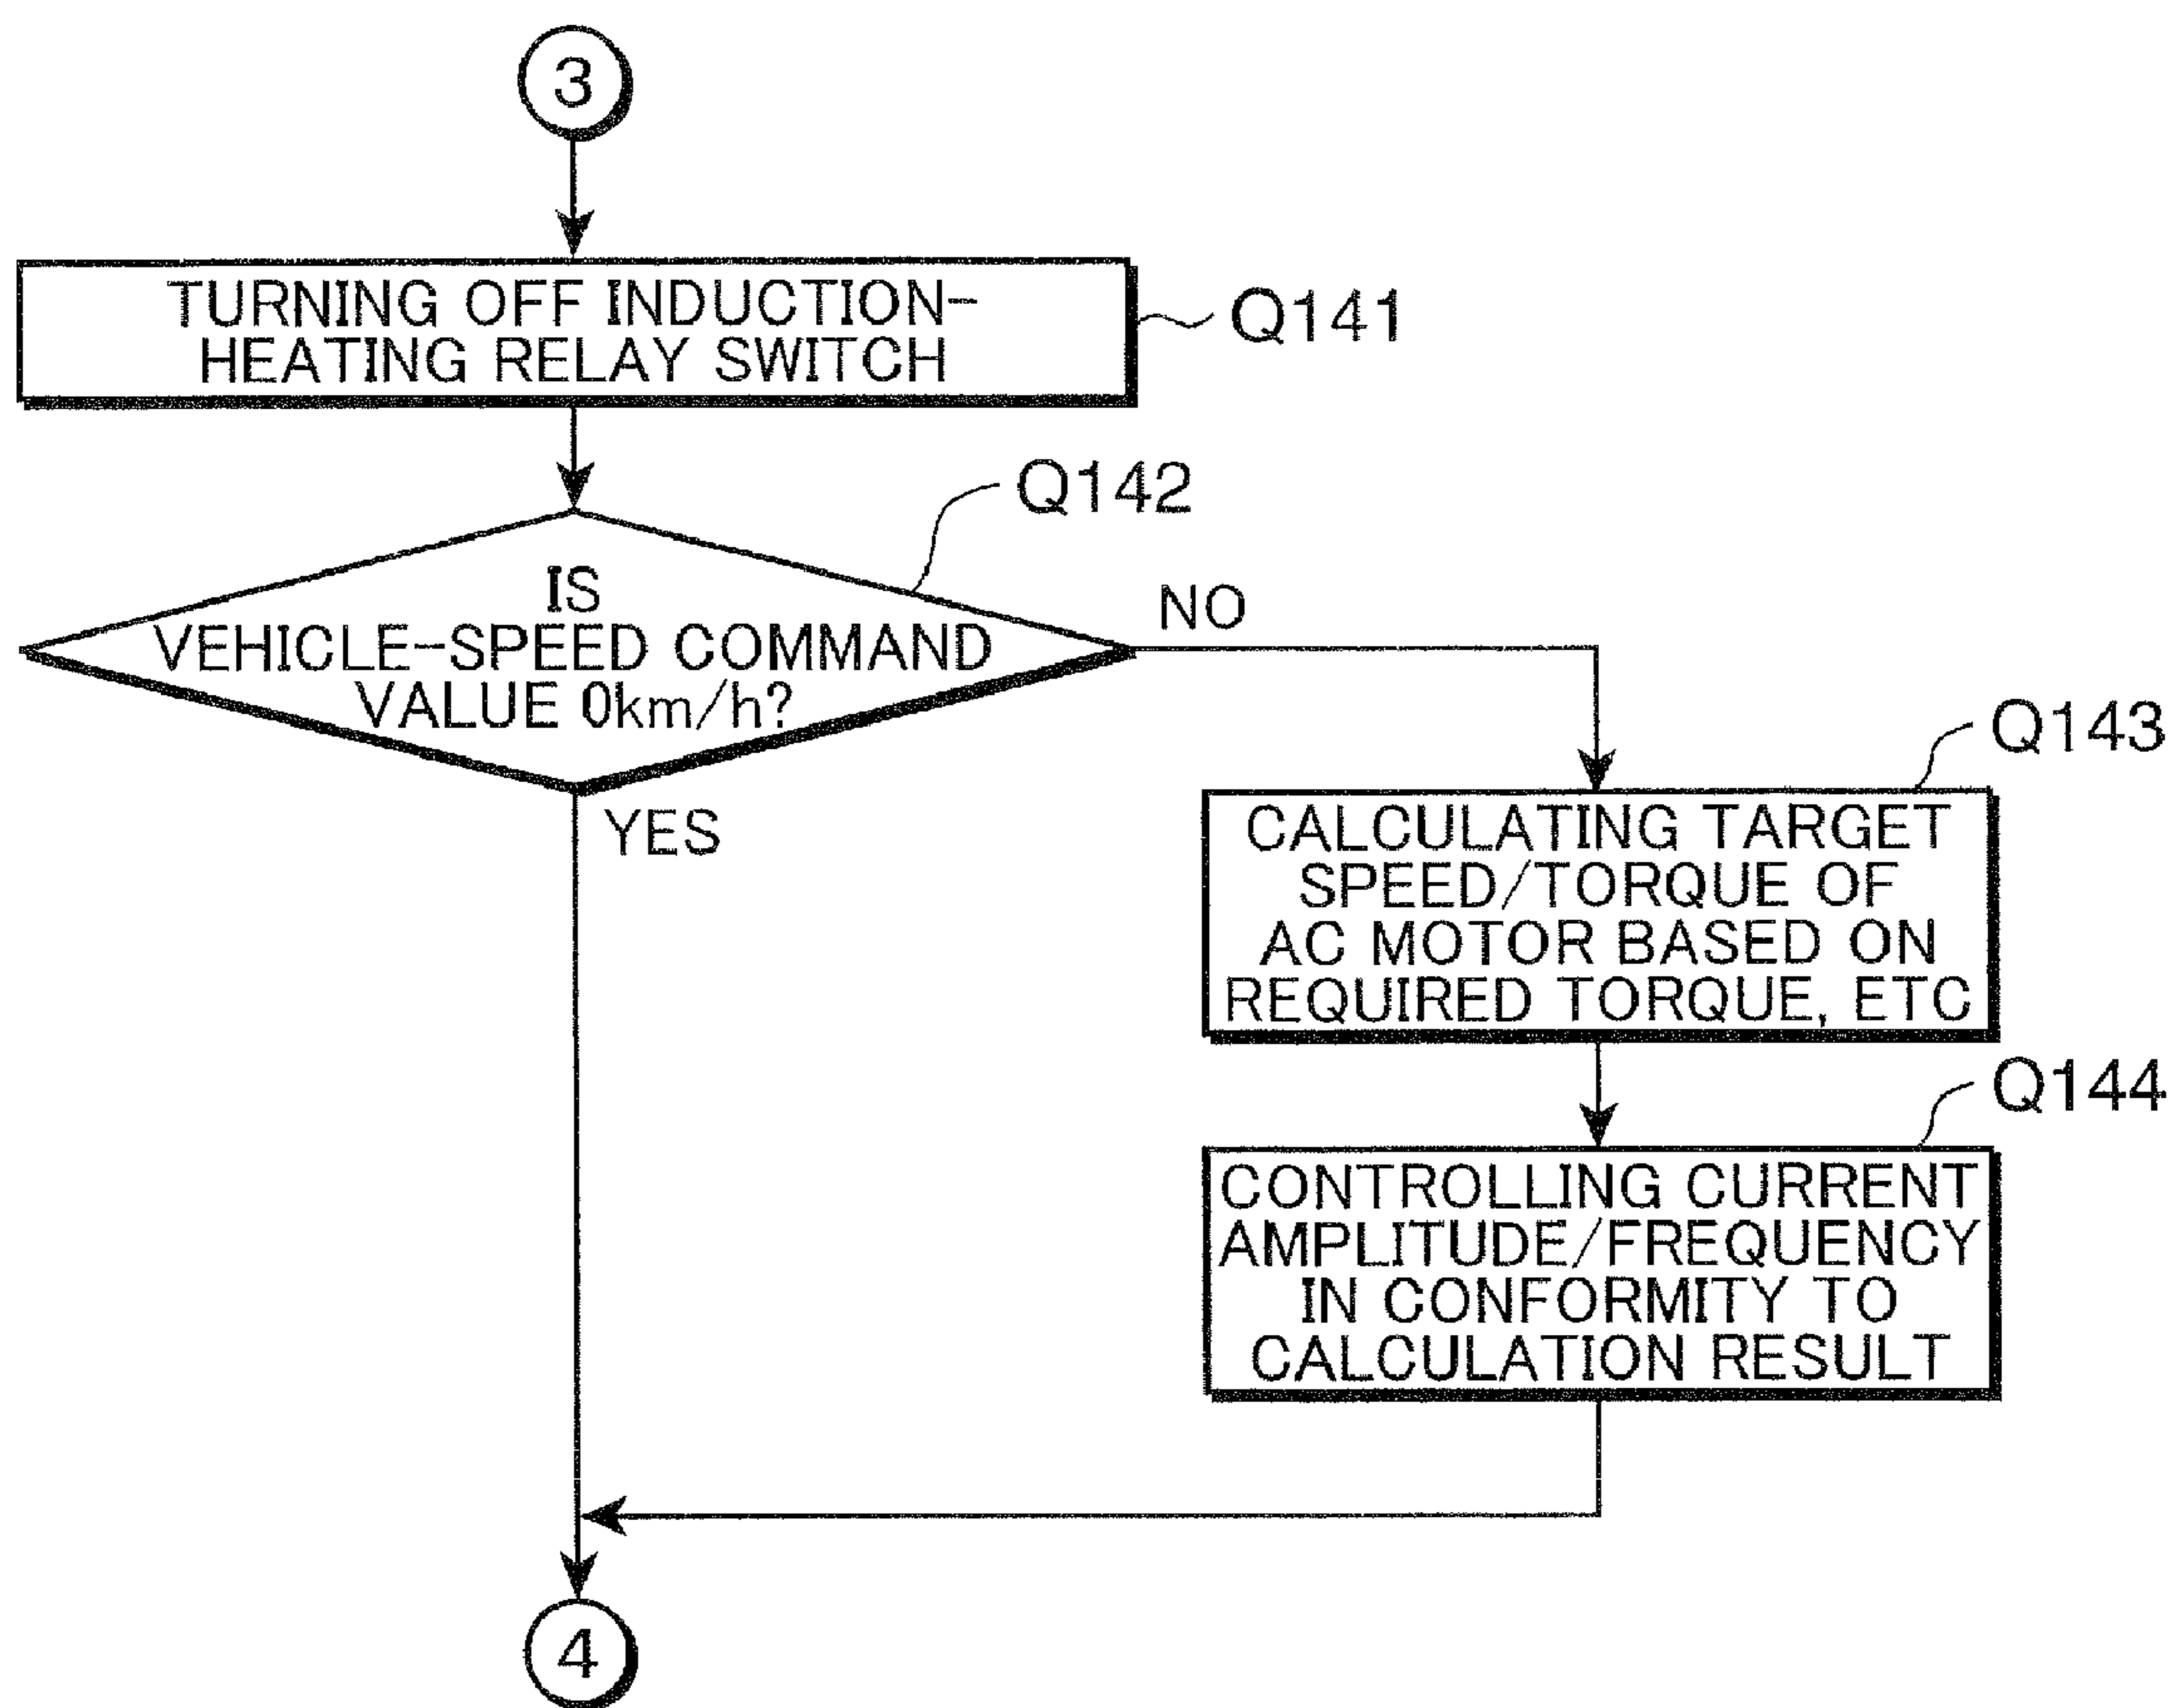 3
TURNING OFF INDUCTION-
HEATING RELAY SWITCH
Q141
Q142
IS
VEHICLE-SPEED COMMAND
VALUE 0km/h?
NO
YES
Q143
CALCULATING TARGET
SPEED/TORQUE OF
AC MOTOR BASED ON
REQUIRED TORQUE, ETC
Q144
CONTROLLING CURRENT
AMPLITUDE/FREQUENCY
IN CONFORMITY TO
CALCULATION RESULT
4